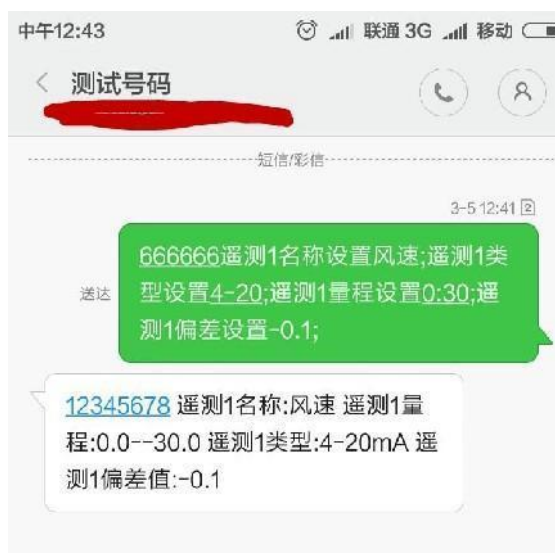 中午12:43 联通 3G 移动
测试号码
短信/彩信
3-5 12:41 2
666666遥测1名称设置风速;遥测1类
送达 型设置4-20;遥测1量程设置0:30;遥
测1偏差设置-0.1;
12345678 遥测1名称:风速 遥测1量
程:0.0--30.0 遥测1类型:4-20mA 遥
测1偏差值:-0.1